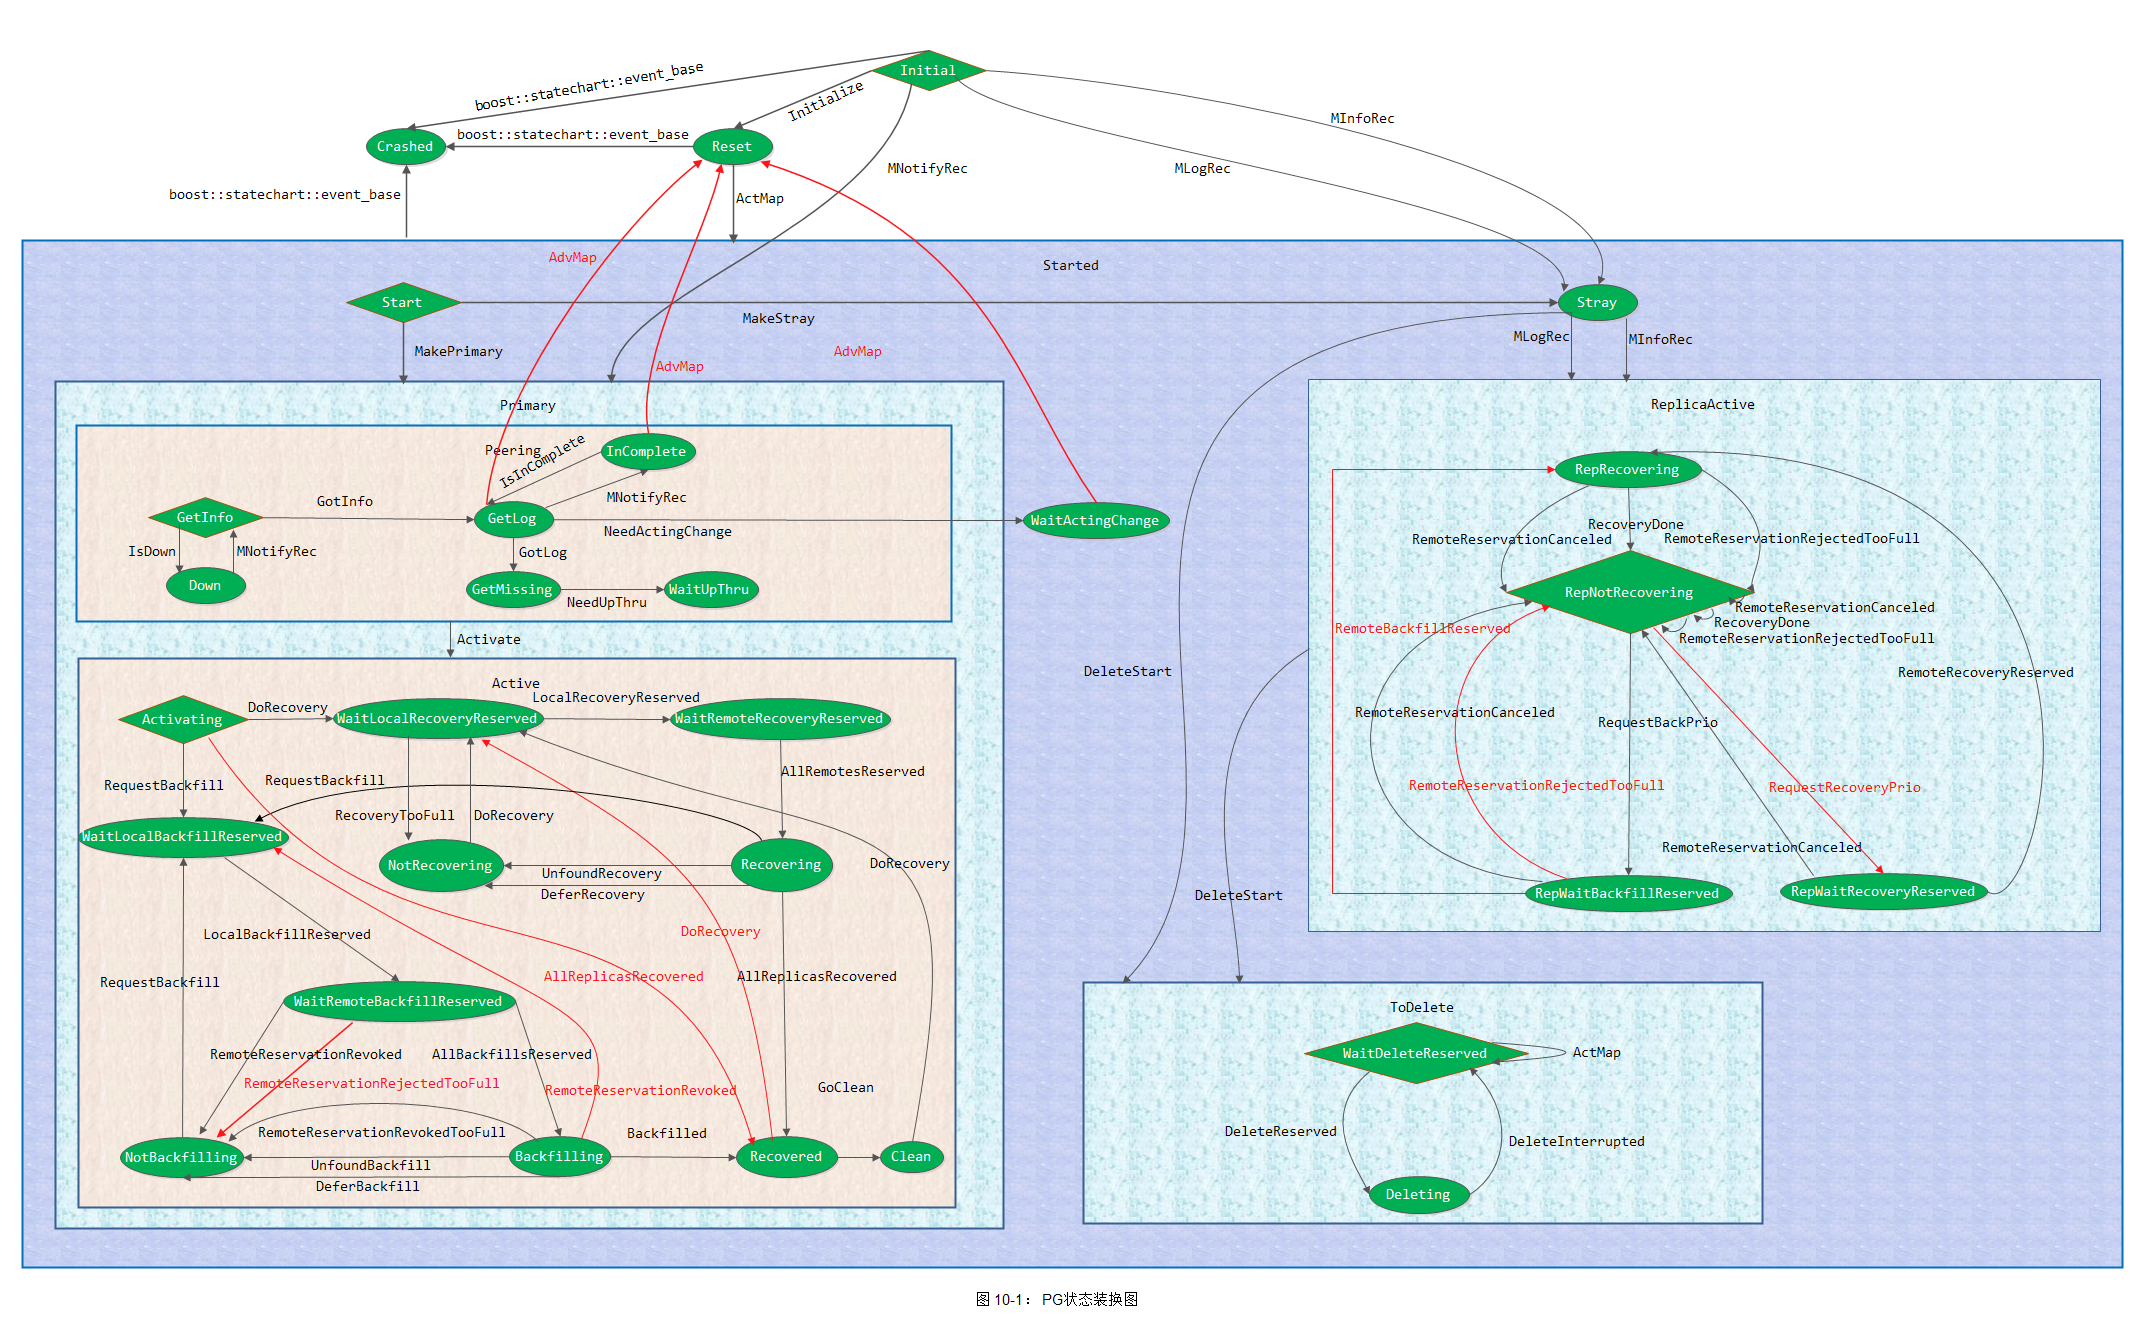 Initial
boost::statechart::event_base
Initialize
MInfoRec
Crashed
boost::statechart::event_base
Reset
MNotifyRec
MLogRec
boost::statechart::event_base
ActMap
AdvMap
Started
Start
MakeStray
Stray
MakePrimary
AdvMap
AdvMap
MLogRec
MInfoRec
Primary
ReplicaActive
Peering
IsInComplete
InComplete
RepRecovering
GotInfo
MNotifyRec
GetInfo
GetLog
NeedActingChange
WaitActingChange
RecoveryDone
RemoteReservationCanceled
RemoteReservationRejectedTooFull
IsDown
MNotifyRec
GotLog
Down
GetMissing
NeedUpThru
WaitUpThru
RepNotRecovering
RemoteReservationCanceled
RecoveryDone
RemoteReservationRejectedTooFull
RemoteBackfillReserved
Activate
DeleteStart
RemoteRecoveryReserved
Active
LocalRecoveryReserved
DoRecovery
Activating
WaitLocalRecoveryReserved
WaitRemoteRecoveryReserved
RemoteReservationCanceled
RequestBackPrio
RequestBackfill
RequestBackfill
AllRemotesReserved
RemoteReservationRejectedTooFull
RequestRecoveryPrio
RecoveryTooFull
DoRecovery
WaitLocalBackfillReserved
NotRecovering
Recovering
UnfoundRecovery
DeferRecovery
DoRecovery
RemoteReservationCanceled
DeleteStart
RepWaitBackfillReserved
RepWaitRecoveryReserved
LocalBackfillReserved
DoRecovery
RequestBackfill
AllReplicasRecovered
AllReplicasRecovered
WaitRemoteBackfillReserved
ToDelete
RemoteReservationRevoked
AllBackfillsReserved
WaitDeleteReserved
ActMap
RemoteReservationRejectedTooFull
RemoteReservationRevoked
GoClean
RemoteReservationRevokedTooFull
Backfilled
DeleteReserved
DeleteInterrupted
NotBackfilling
UnfoundBackfill
DeferBackfill
Backfilling
Recovered
Clean
Deleting
图 10-1： PG状态装换图